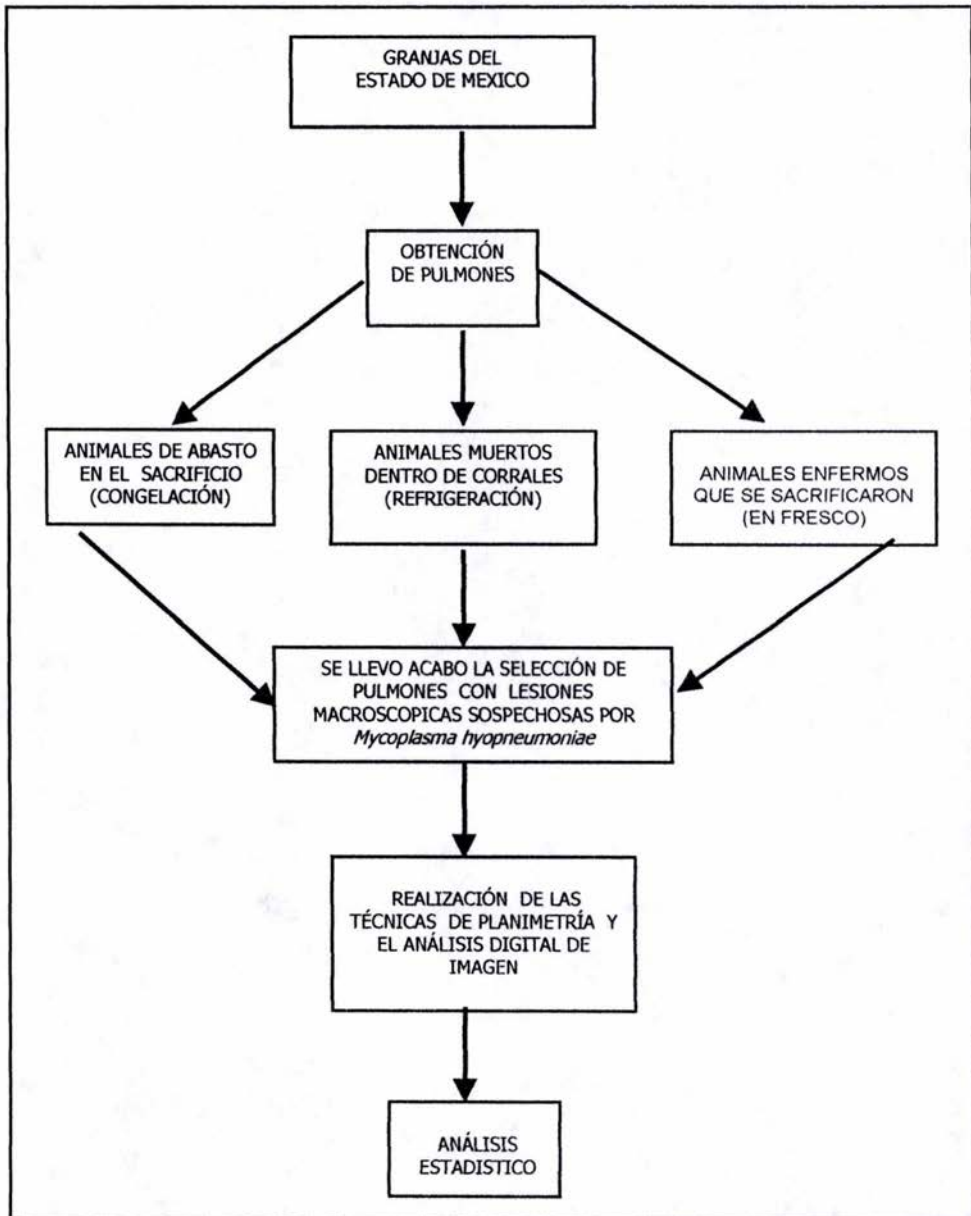 GRANJAS DEL
ESTADO DE MEXICO
OBTENCIÓN
DE PULMONES
ANIMALES DE ABASTO
EN EL SACRIFICIO
(CONGELACIÓN)
ANIMALES MUERTOS
DENTRO DE CORRALES
(REFRIGERACIÓN)
ANIMALES ENFERMOS
QUE SE SACRIFICARON
(EN FRESCO)
SE LLEVO ACABO LA SELECCIÓN DE
PULMONES CON LESIONES
MACROSCOPICAS SOSPECHOSAS POR
Mycoplasma hyopneumoniae
REALIZACIÓN DE LAS
TÉCNICAS DE PLANIMETRÍA Y
EL ANÁLISIS DIGITAL DE
IMAGEN
ANÁLISIS
ESTADISTICO